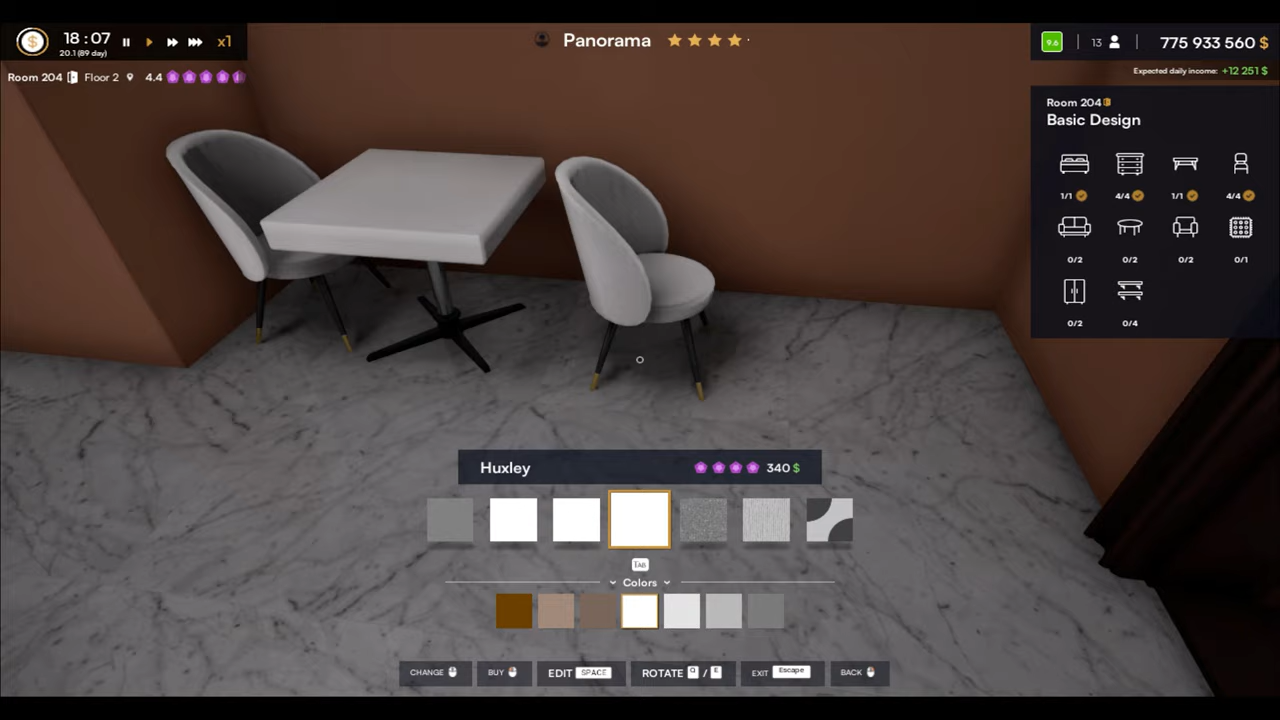 $ 18:07 x1
20.1 (89 day)
Room 204 Floor 2 4.4
Panorama
9.6 13 775 933 560 $
Expected daily income: +12 251 $
Room 204
Basic Design
1/1 4/4 1/1 4/4
0/2 0/2 0/2 0/1
0/2 0/4
Huxley 340 $
TAB
Colors
CHANGE BUY EDIT SPACE ROTATE Q / E EXIT Escape BACK